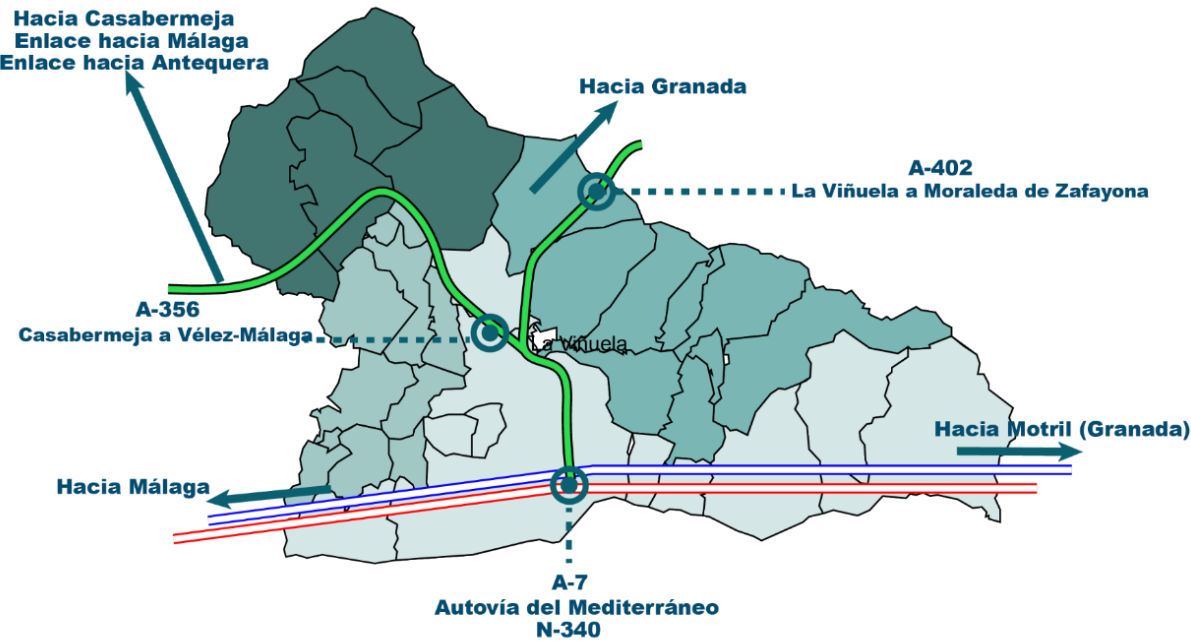 Hacia Casabermeja
Enlace hacia Málaga
Enlace hacia Antequera
Hacia Granada
A-402
La Viñuela a Moraleda de Zafayona
A-356
Casabermeja a Vélez-Málaga
La Viñuela
Hacia Motril (Granada)
Hacia Málaga
A-7
Autovía del Mediterráneo
N-340